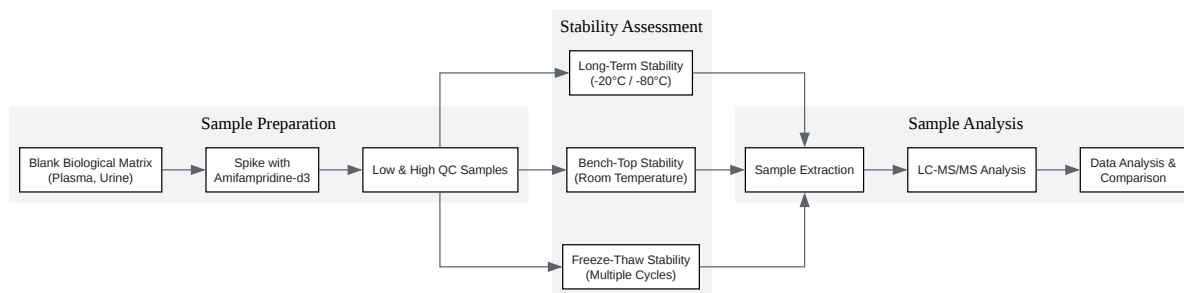 Stability Assessment
Long-Term Stability
(-20°C / -80°C)
Sample Preparation
Sample Analysis
Blank Biological Matrix
(Plasma, Urine)
Spike with
Amifampridine-d3
Low & High QC Samples
Bench-Top Stability
(Room Temperature)
Sample Extraction
LC-MS/MS Analysis
Data Analysis &
Comparison
Freeze-Thaw Stability
(Multiple Cycles)